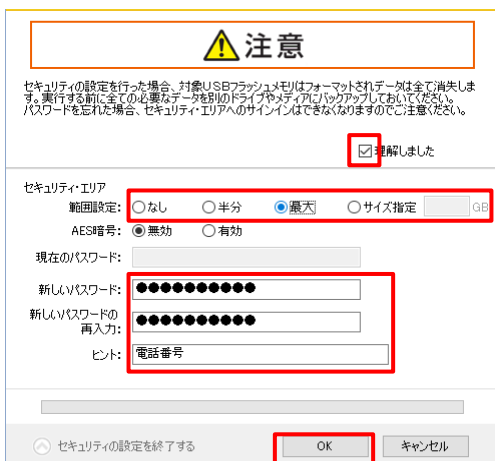 注意
セキュリティの設定を行った場合、対象USBフラッシュメモリはフォーマットされデータは全て消失しま
す。実行する前に全ての必要なデータを別のドライブやメディアにバックアップしておいてください。
パスワードを忘れた場合、セキュリティ・エリアへのサインインはできなくなりますのでご注意ください。
理解しました
セキュリティ・エリア
範囲設定: なし 半分 最大 サイズ指定 GB
AES暗号: 無効 有効
現在のパスワード:
新しいパスワード: ●●●●●●●●●●
新しいパスワードの
再入力: ●●●●●●●●●●
ヒント: 電話番号
セキュリティの設定を終了する OK キャンセル